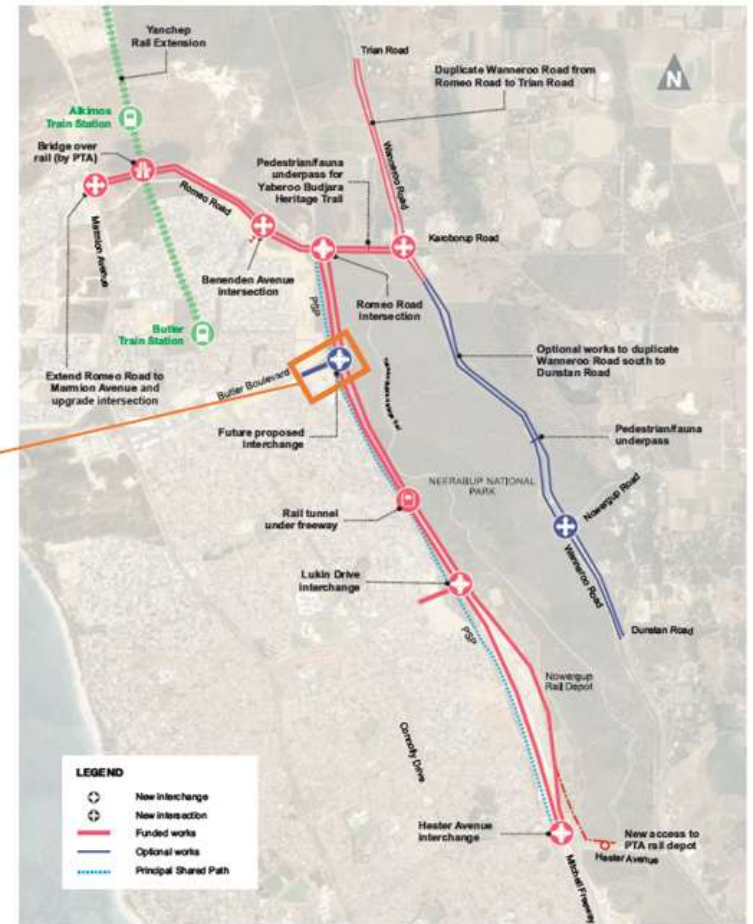 Yanchep
Rail Extension
Trian Road
Duplicate Wanneroo Road from
Romeo Road to Trian Road
N
Alkimos
Train Station
Bridge over
rail (by PTA)
Pedestrian/fauna
underpass for
Yaberoo Budjara
Heritage Trail
Wanneroo Road
Romeo Road
Marmion Avenue
Karoborup Road
Benenden Avenue
intersection
PSP
Romeo Road
intersection
Butler
Train Station
Optional works to duplicate
Wanneroo Road south to
Dunstan Road
Extend Romeo Road to
Marmion Avenue and
upgrade intersection
Butler Boulevard
Future proposed
interchange
Pedestrian/fauna
underpass
NEERABUP NATIONAL
PARK
Nowergup Road
Rail tunnel
under freeway
Lukin Drive
interchange
Wanneroo Road
PSP
Dunstan Road
Nowergup
Rail Depot
Connolly Drive
LEGEND
New interchange
New intersection
Funded works
Optional works
Principal Shared Path
Hester Avenue
interchange
New access to
PTA rail depot
Hester Avenue
Mitchell Freeway